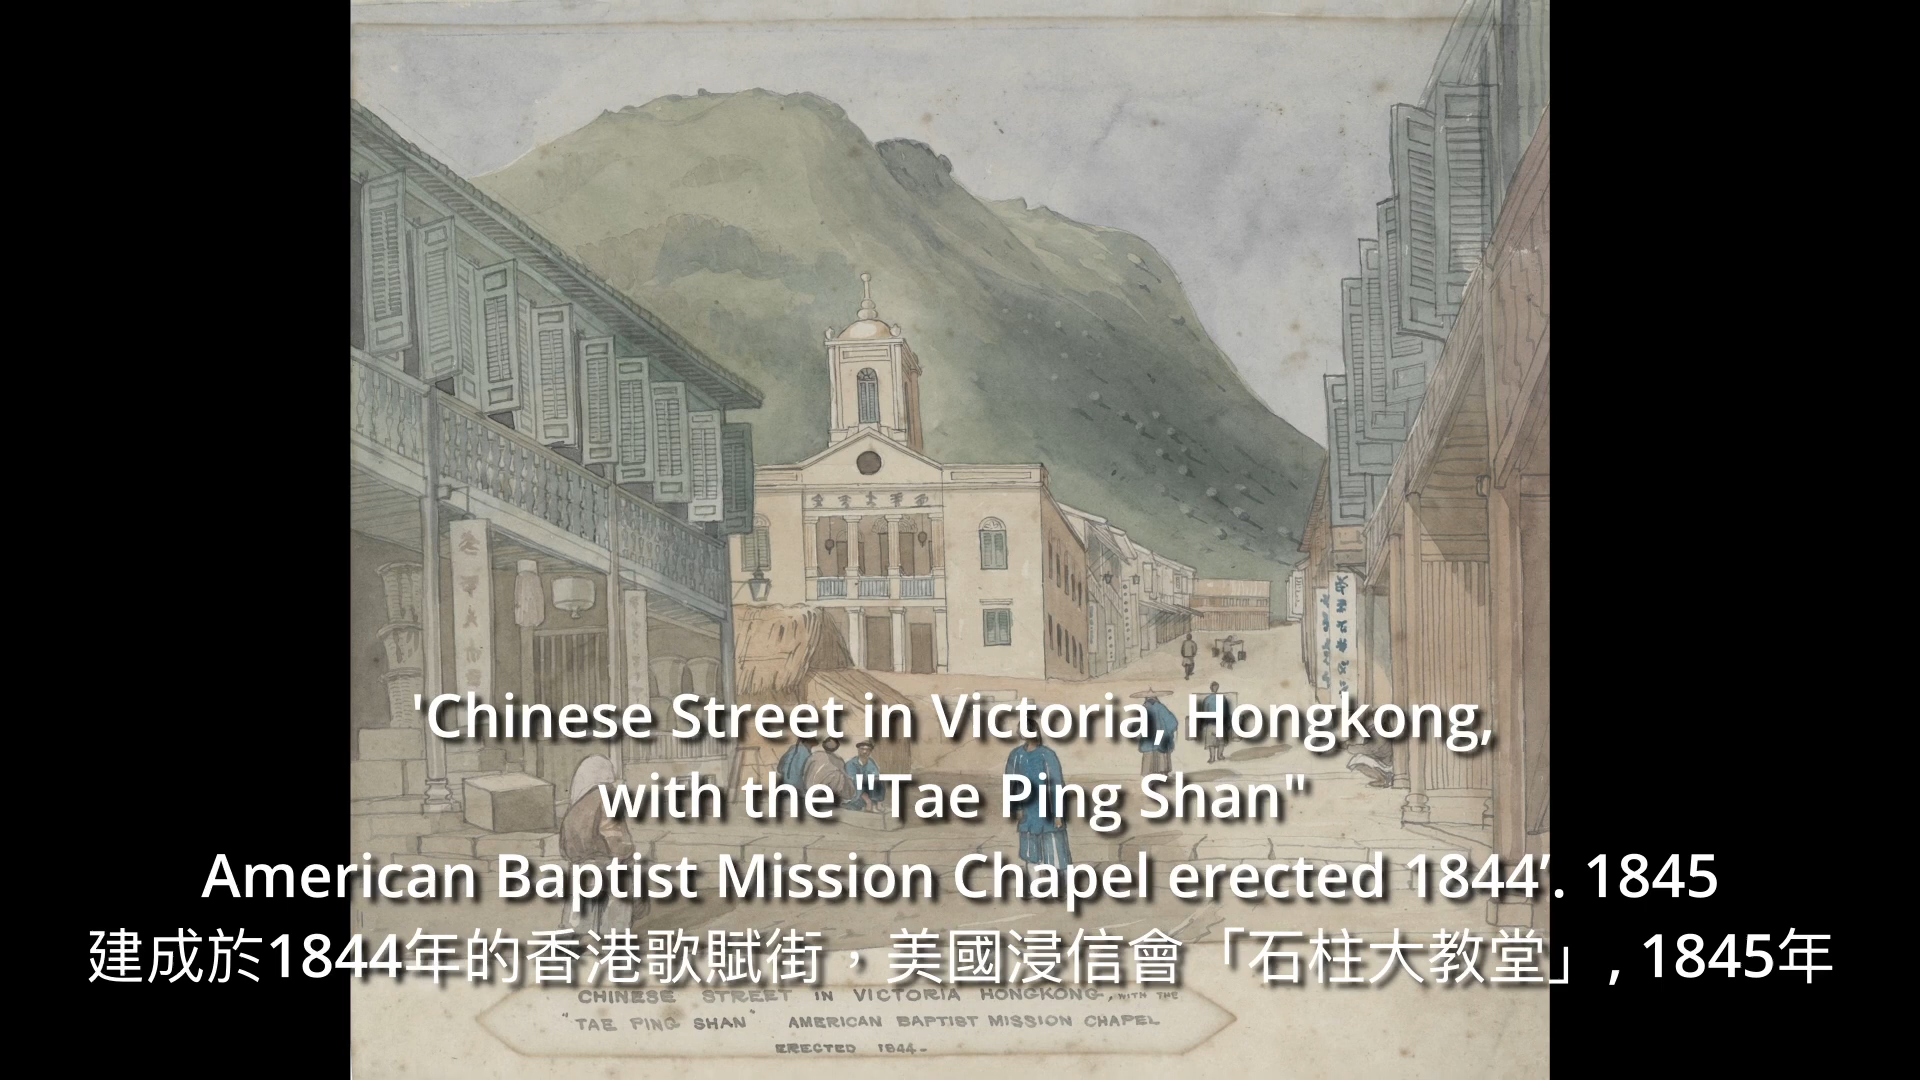 'Chinese Street in Victoria, Hongkong,
with the "Tae Ping Shan"
American Baptist Mission Chapel erected 1844’. 1845
建成於1844年的香港歌賦街，美國浸信會「石柱大教堂」, 1845年
CHINESE STREET IN VICTORIA HONGKONG, WITH THE
"TAE PING SHAN" AMERICAN BAPTIST MISSION CHAPEL
ERECTED 1844-